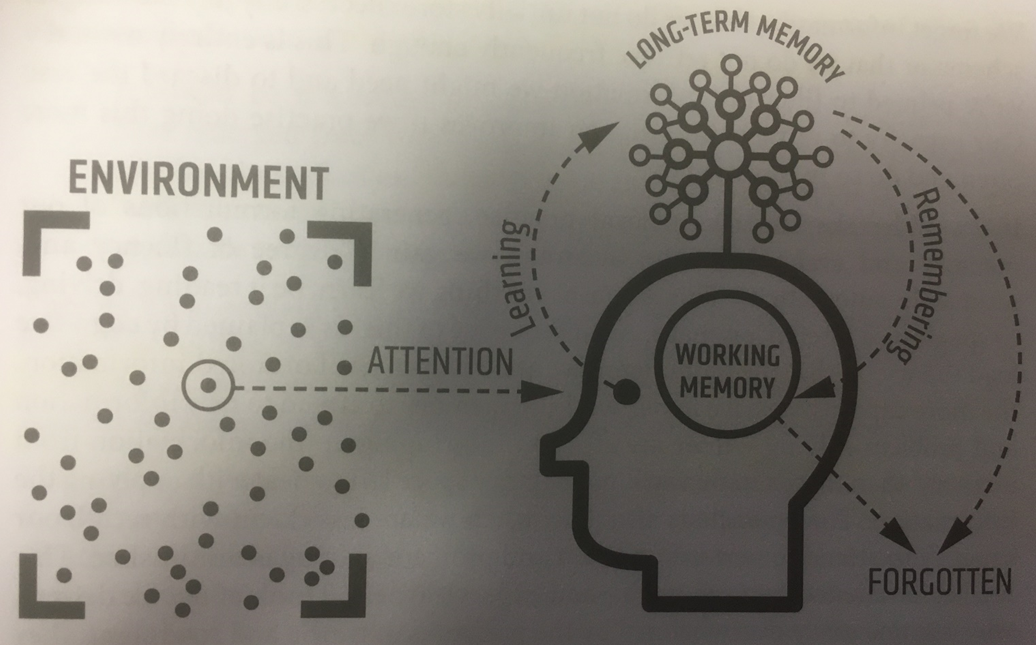 LONG-TERM MEMORY
ENVIRONMENT
Learning
Remembering
ATTENTION
WORKING
MEMORY
FORGOTTEN